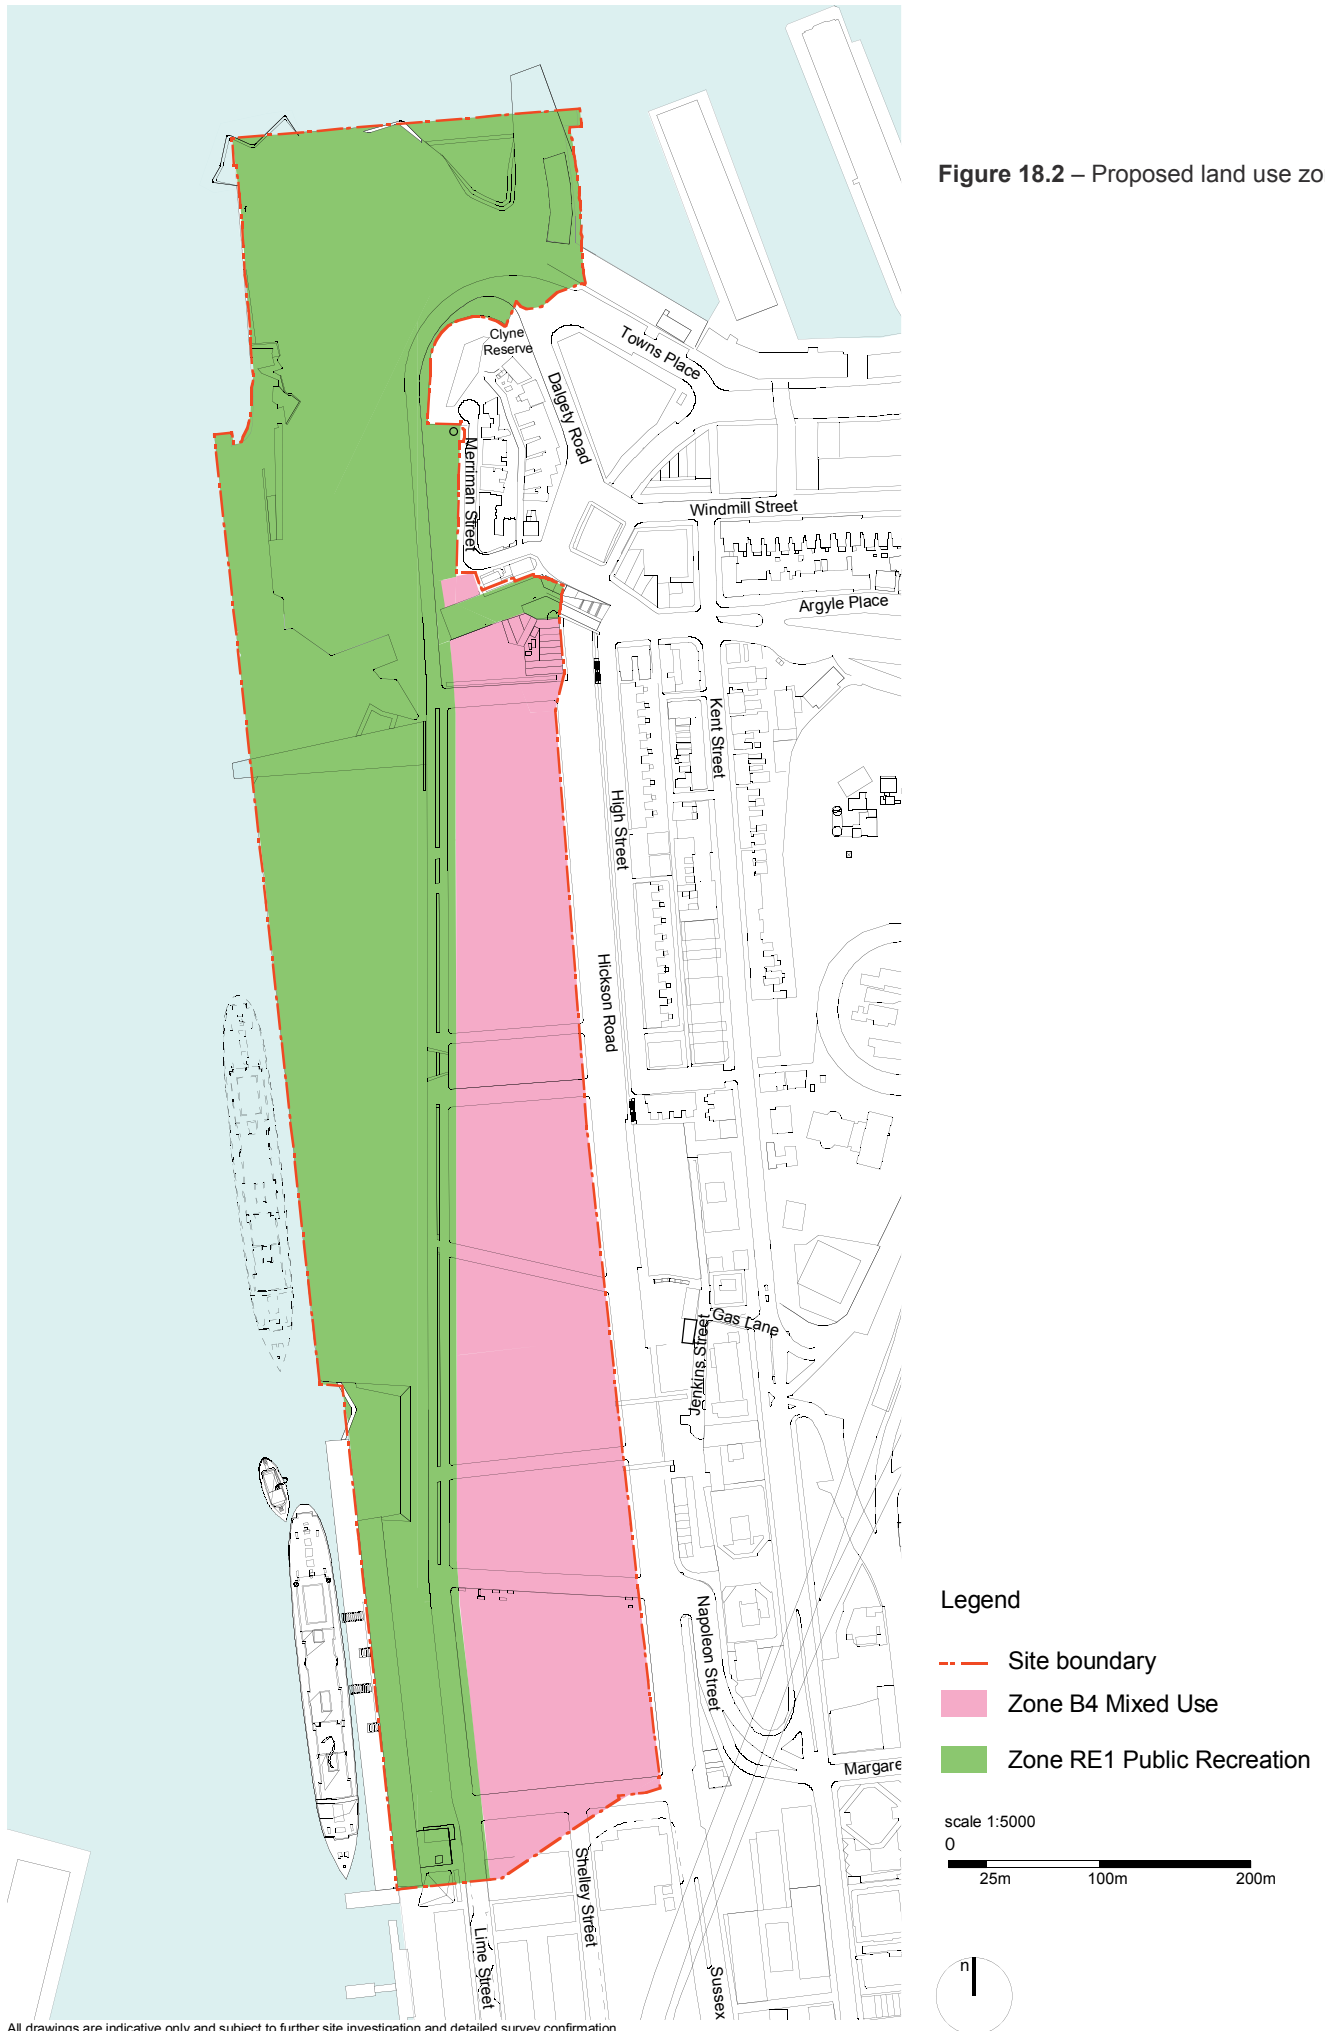 Figure 18.2 – Proposed land use zo
Clyne
Reserve
Towns Place
Dalgety Road
Merriman Street
Windmill Street
Argyle Place
Kent Street
High Street
Hickson Road
Gas Lane
Jenkins Street
Napoleon Street
Margare
Shelley Street
Lime Street
Sussex
Legend
Site boundary
Zone B4 Mixed Use
Zone RE1 Public Recreation
scale 1:5000
0
25m 100m 200m
n
All drawings are indicative only and subject to further site investigation and detailed survey confirmation